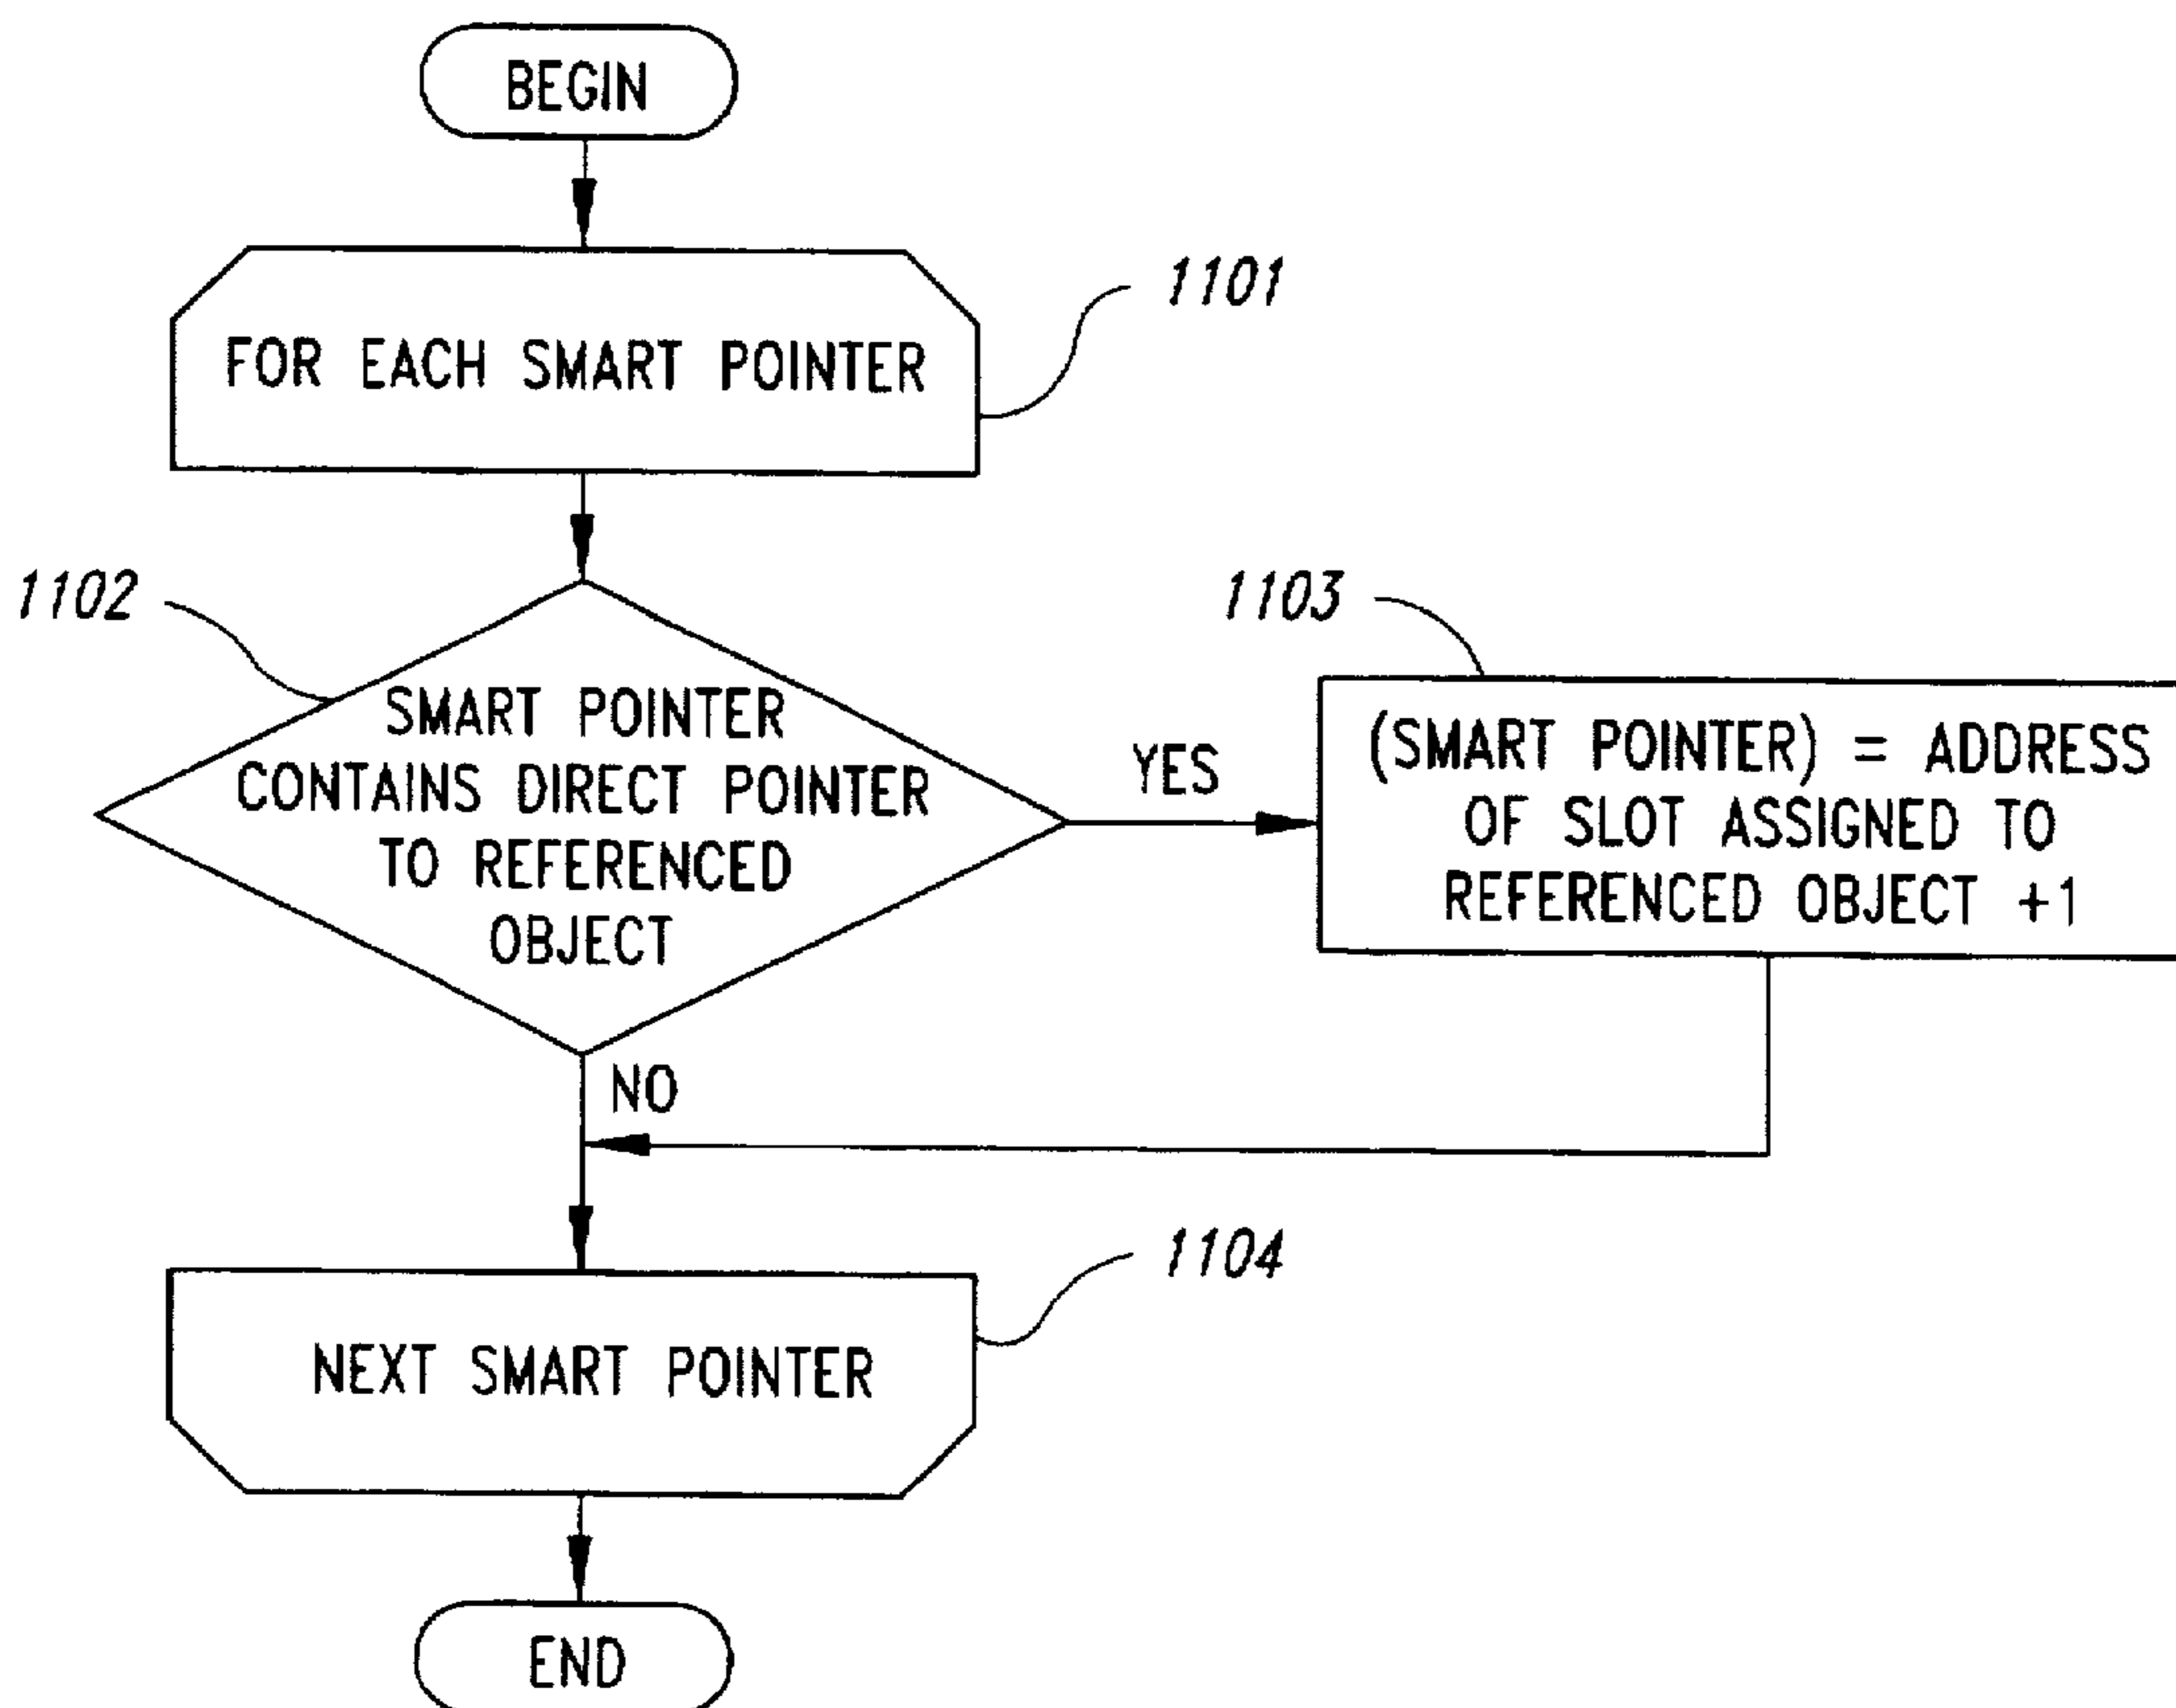 BEGIN
FOR EACH SMART POINTER
1101
1102
SMART POINTER
CONTAINS DIRECT POINTER
TO REFERENCED
OBJECT
YES
1103
(SMART POINTER) = ADDRESS
OF SLOT ASSIGNED TO
REFERENCED OBJECT +1
NO
NEXT SMART POINTER
1104
END